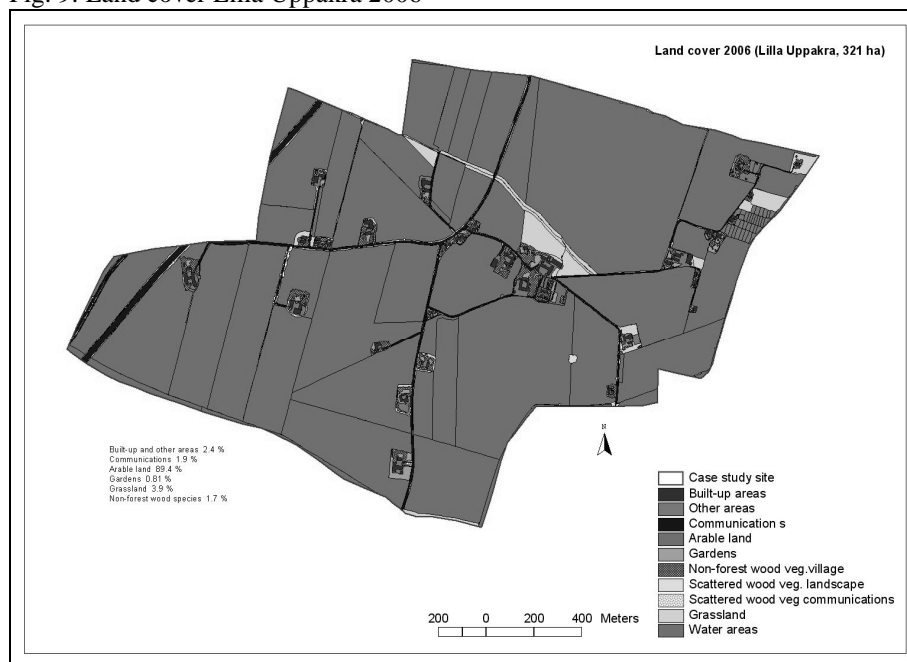 Fig. 9. Land cover Lilla Uppåkra 2006
Land cover 2006 (Lilla Uppakra, 321 ha)
Built-up and other areas 2.4 %
Communications 1.9 %
Arable land 89.4 %
Gardens 0.81 %
Grassland 3.9 %
Non-forest wood species 1.7 %
N
Case study site
Built-up areas
Other areas
Communication s
Arable land
Gardens
Non-forest wood veg.village
Scattered wood veg. landscape
Scattered wood veg communications
Grassland
Water areas
200 0 200 400 Meters